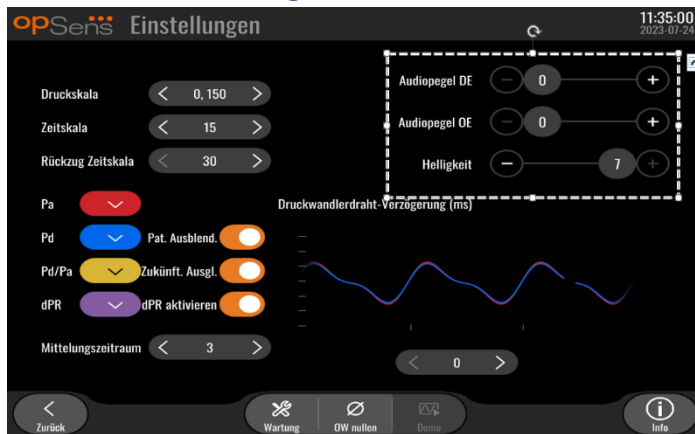 opSens Einstellungen
11:35:00
2023-07-24
Druckskala 0, 150
Zeitskala 15
Rückzug Zeitskala 30
Audiopegel DE 0
Audiopegel OE 0
Helligkeit 7
Pa
Pd Pat. Ausblend.
Pd/Pa Zukünft. Ausgl.
dPR dPR aktivieren
Mittelungszeitraum 3
Druckwandlerdraht-Verzögerung (ms)
0
Zurück
Wartung
OW nullen
Demo
Info